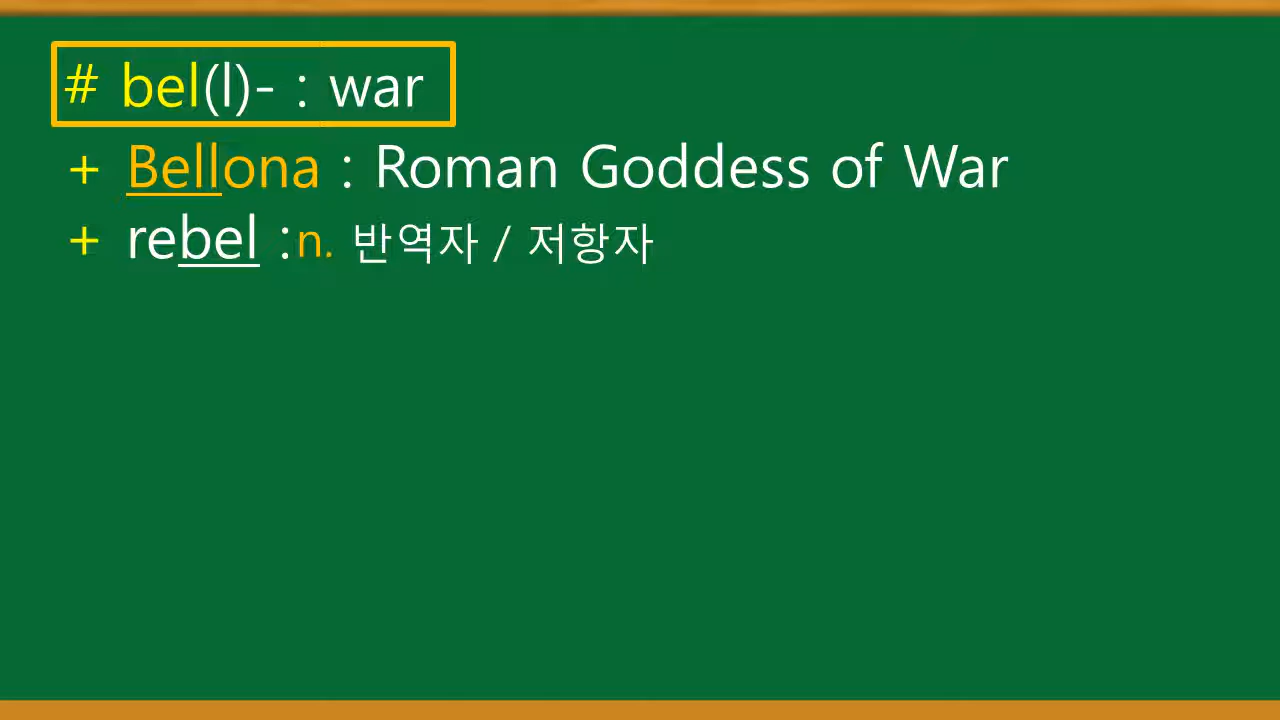 # bel(l)- : war
+ Bellona : Roman Goddess of War
+ rebel : n. 반역자 / 저항자